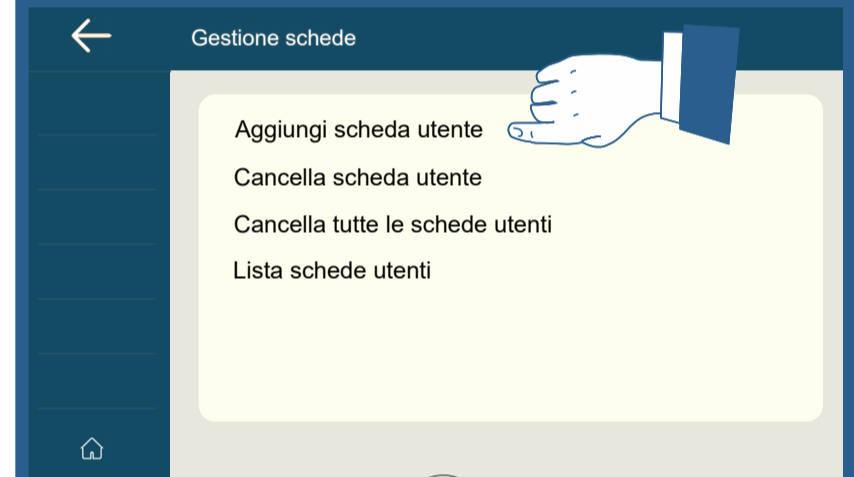 Gestione schede
Aggiungi scheda utente
Cancella scheda utente
Cancella tutte le schede utenti
Lista schede utenti